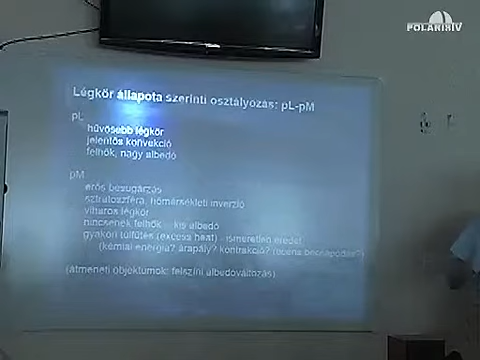 POLARIS TV
Légkör állapota szerinti osztályozás: pL-pM
pL
hűvösebb légkör
jelentős konvekció
felhők, nagy albedó
pM
erős besugárzás
sztratoszféra, hőmérsékleti inverzió
viharos légkör
nincsenek felhők - kis albedó
gyakori túlfűtés (excess heat) - ismeretlen eredet
(kémiai energia? árapály? kontrakció?
(átmeneti objektumok: felszíni albedóváltozás)